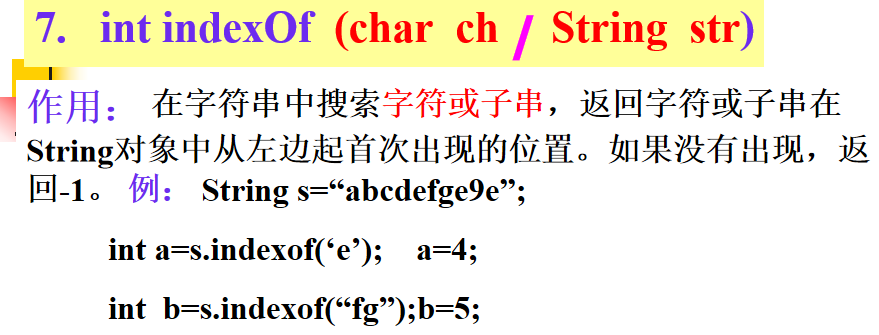 7. int indexOf (char ch / String str)
作用： 在字符串中搜索字符或子串，返回字符或子串在
String对象中从左边起首次出现的位置。如果没有出现，返
回-1。 例： String s=“abcdefge9e”;
int a=s.indexof(‘e’); a=4;
int b=s.indexof(“fg”);b=5;